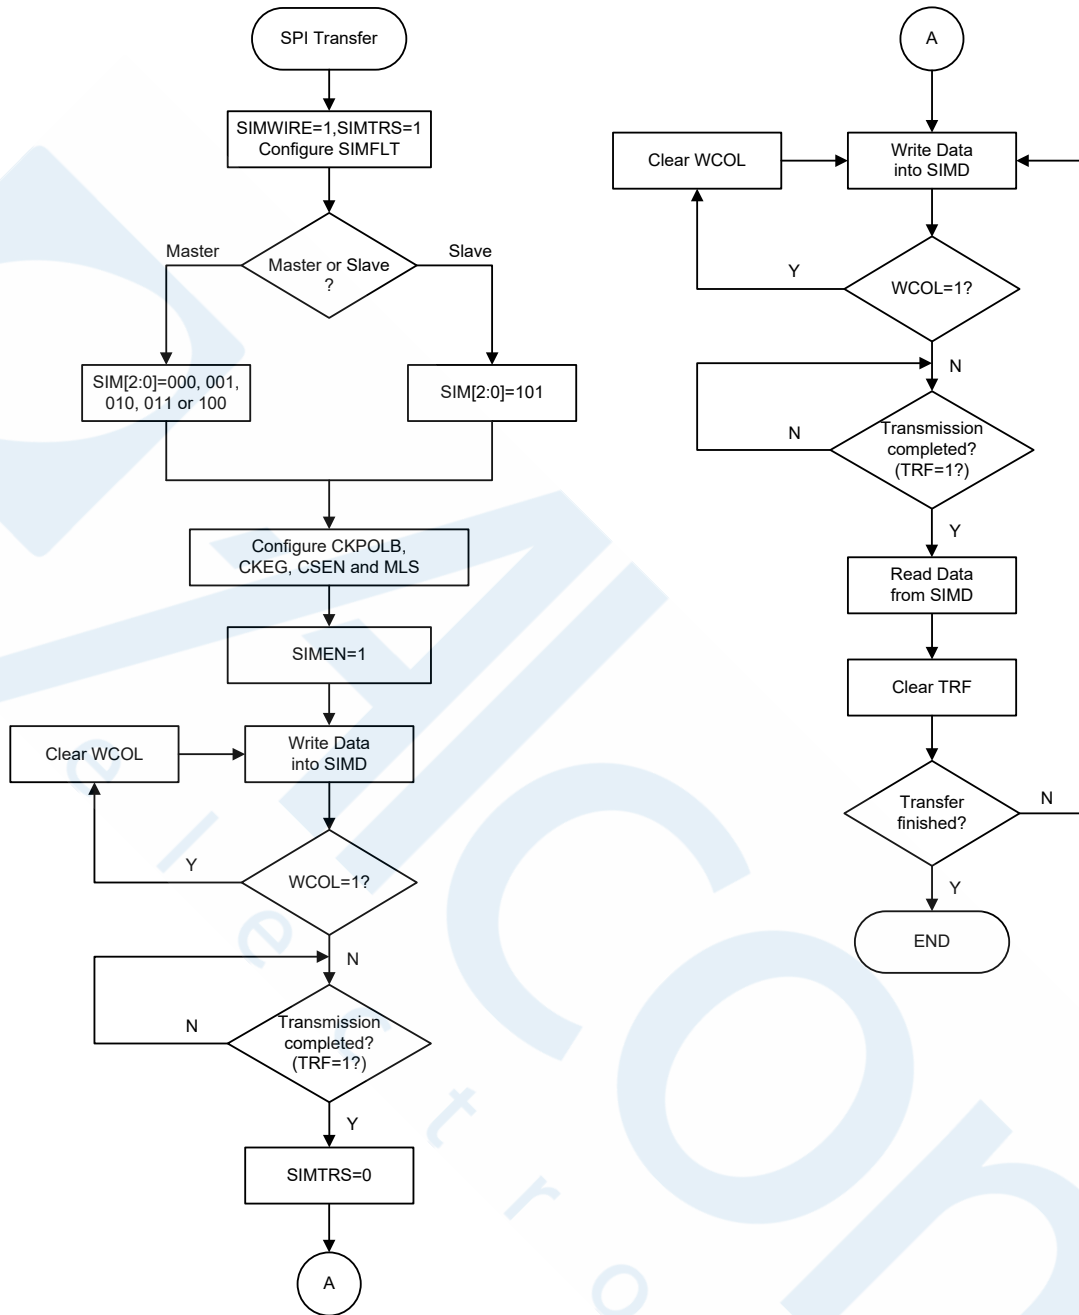 SPI Transfer
SIMWIRE=1,SIMTRS=1
Configure SIMFLT
Master or Slave
?
Master
Slave
SIM[2:0]=000, 001,
010, 011 or 100
SIM[2:0]=101
Configure CKPOLB,
CKEG, CSEN and MLS
SIMEN=1
Clear WCOL
Write Data
into SIMD
Y
WCOL=1?
N
N
Transmission
completed?
(TRF=1?)
Y
SIMTRS=0
A
A
Clear WCOL
Write Data
into SIMD
Y
WCOL=1?
N
N
Transmission
completed?
(TRF=1?)
Y
Read Data
from SIMD
Clear TRF
Transfer
finished?
N
Y
END